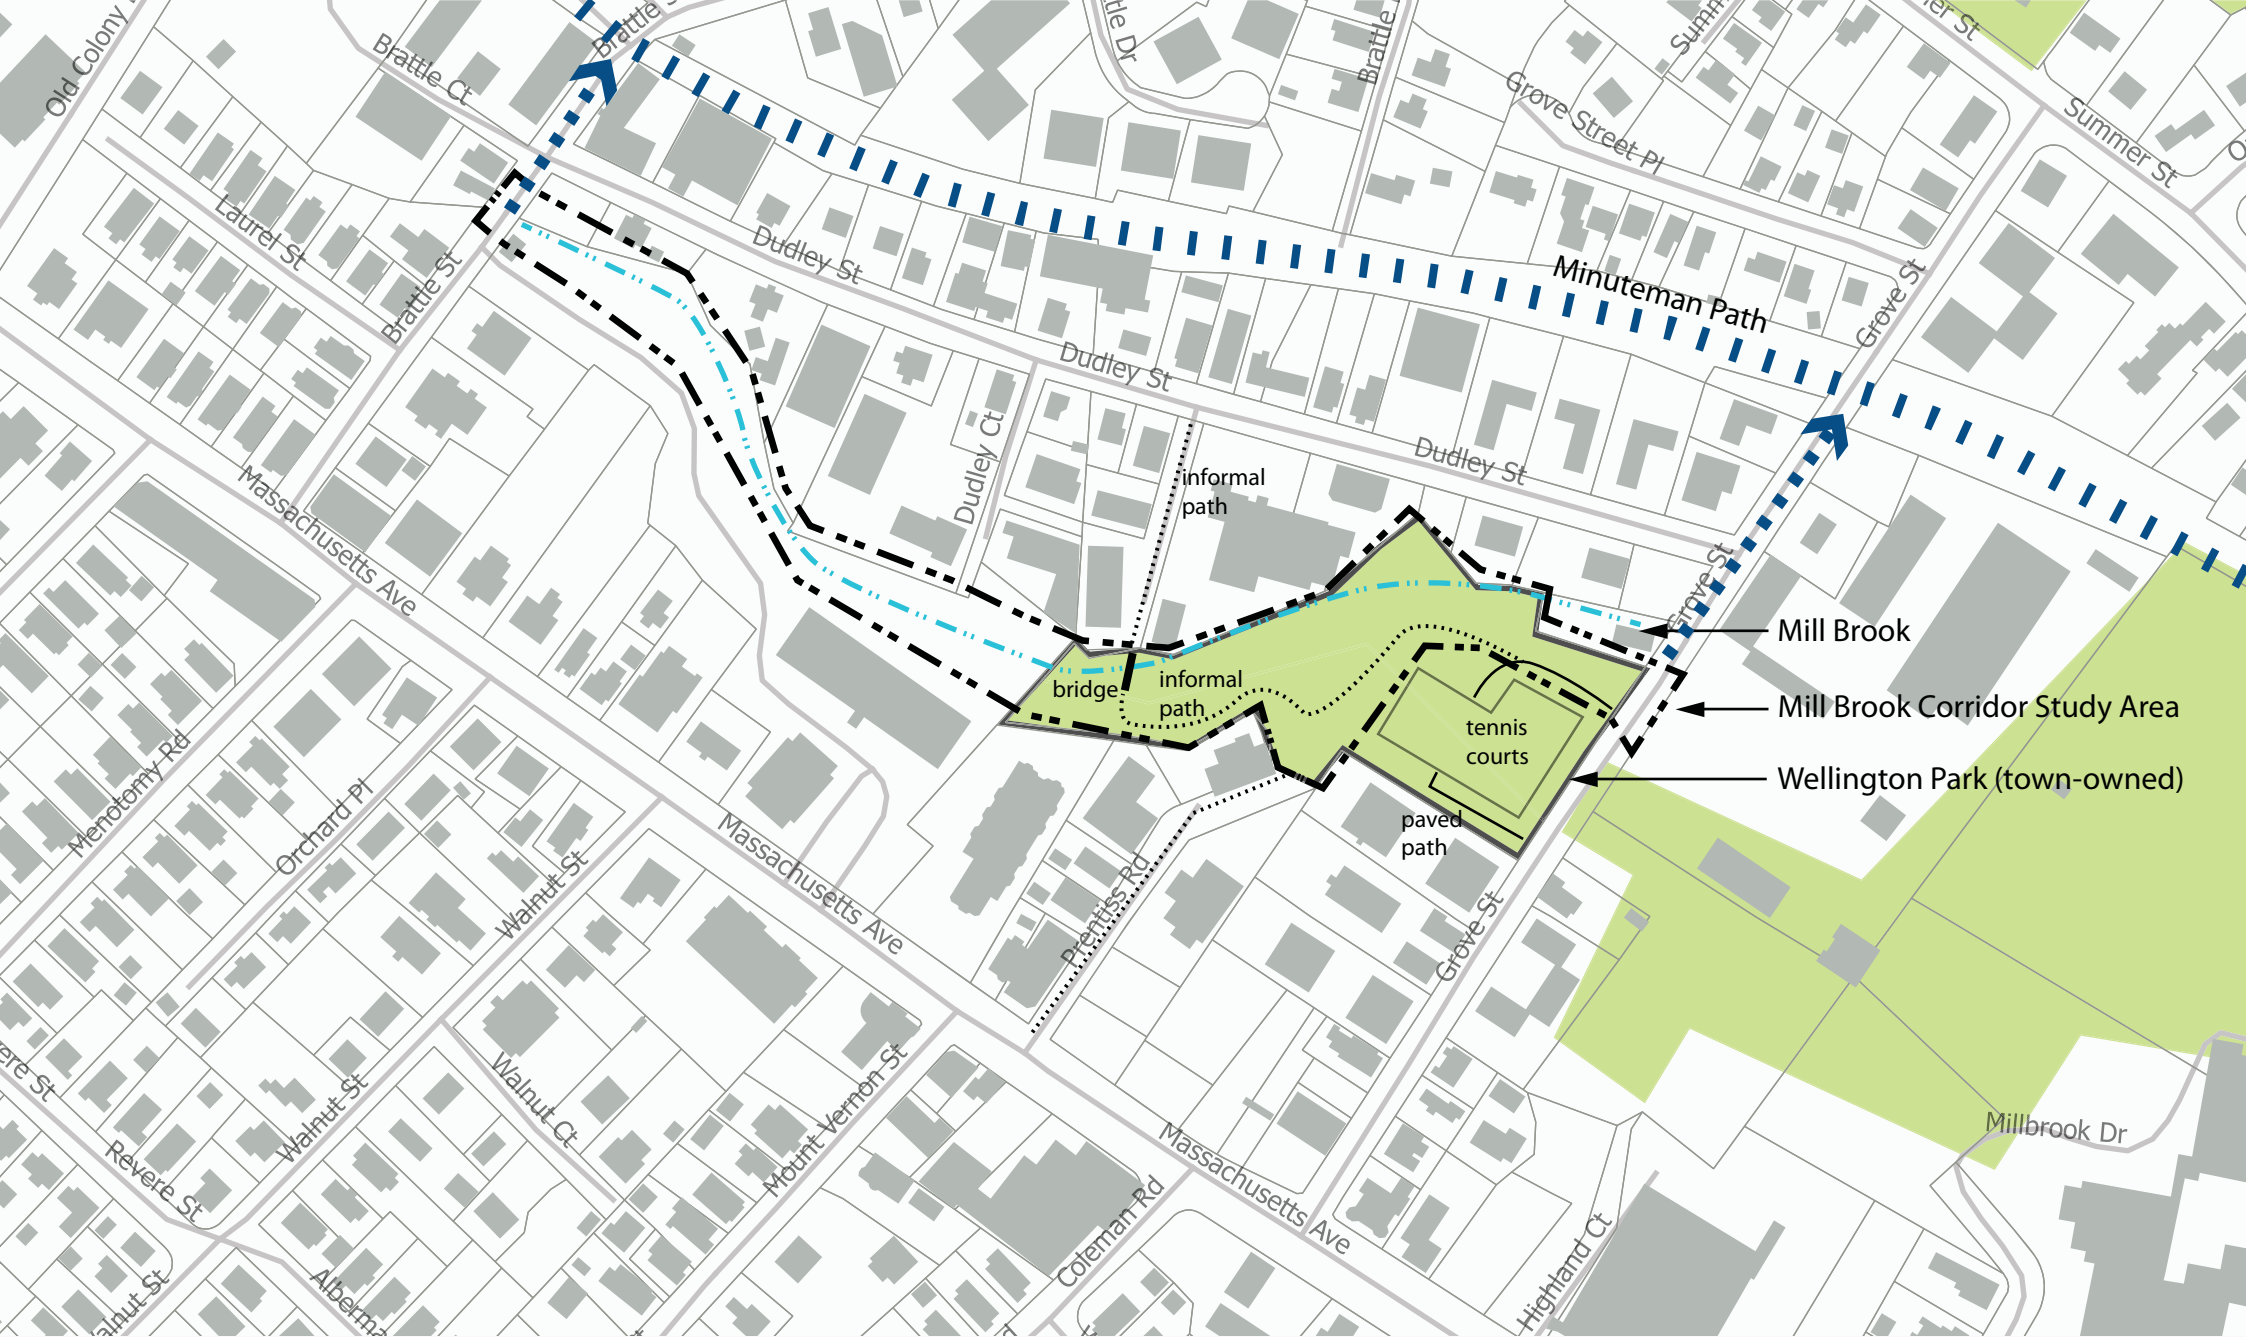 Old Colony
Brattle Ct
Brattle
Brattle
Summ
Grove Street Pl
Summer St
Laurel St
Brattle St
Dudley St
Minuteman Path
Grove St
Dudley St
Dudley Ct
Dudley St
Massachusetts Ave
informal
path
Grove St
Mill Brook
bridge
informal
path
Mill Brook Corridor Study Area
tennis
courts
Wellington Park (town-owned)
paved
path
Menotomy Rd
Orchard Pl
Walnut St
Massachusetts Ave
Prentiss Rd
Grove St
Walnut Ct
Walnut St
Mount Vernon St
Revere St
Massachusetts Ave
Millbrook Dr
Coleman Rd
Highland Ct
alnut St
Alberma